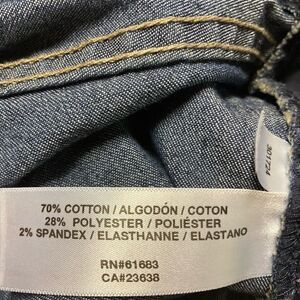 70% COTTON / ALGODÓN / COTON
28% POLYESTER / POLIÉSTER
2% SPANDEX / ELASTHANNE / ELASTANO
RN#61683
CA#23638